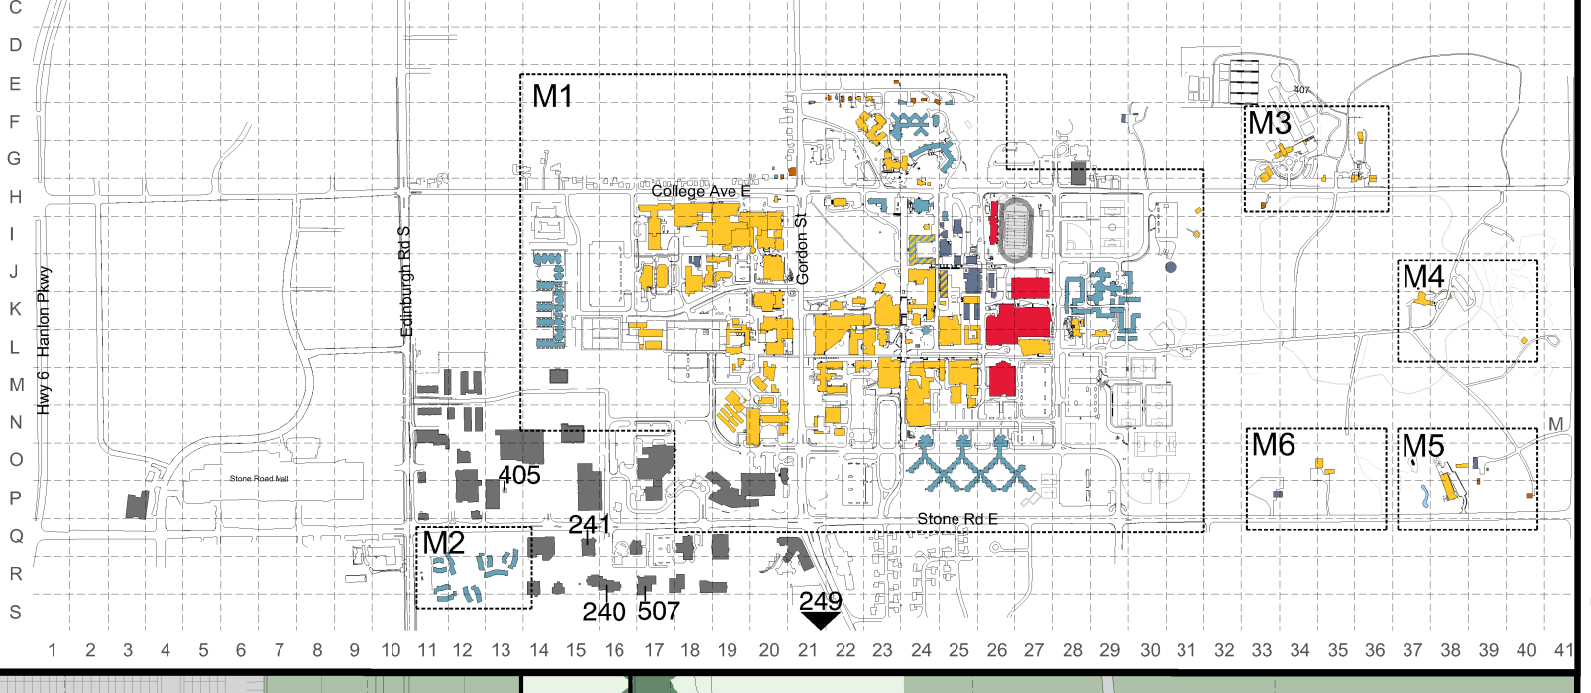 C
D
E
M1
407
F
M3
G
H
College Ave E
I
Edinburgh Rd S
Gordon St
J
Hwy 6 Hanlon Pkwy
M4
K
L
M
N
M
M6
M5
O
405
Stone Road Mall
P
241
Stone Rd E
Q
M2
R
240
507
249
S
1 2 3 4 5 6 7 8 9 10 11 12 13 14 15 16 17 18 19 20 21 22 23 24 25 26 27 28 29 30 31 32 33 34 35 36 37 38 39 40 41